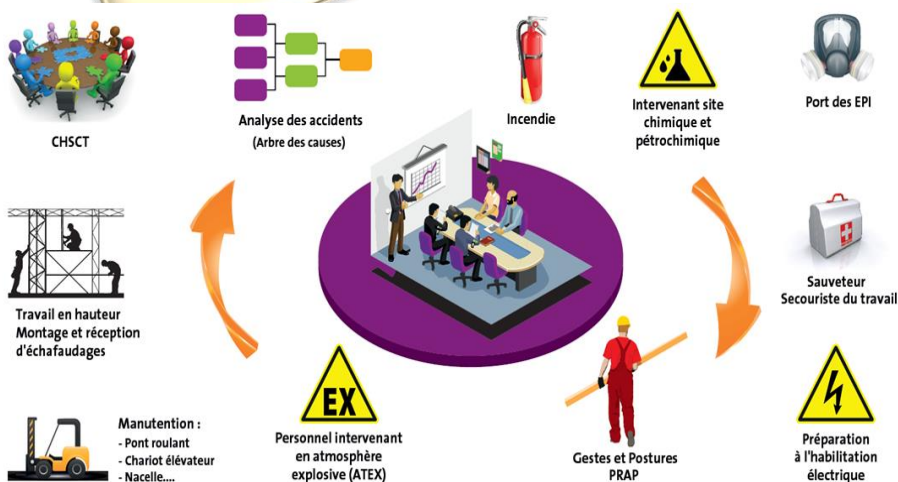 CHSCT
Analyse des accidents
(Arbre des causes)
Incendie
Intervenant site
chimique et
pétrochimique
Port des EPI
Travail en hauteur
Montage et réception
d'échafaudages
Sauveteur
Secouriste du travail
Manutention :
- Pont roulant
- Chariot élévateur
- Nacelle....
EX
Personnel intervenant
en atmosphère
explosive (ATEX)
Gestes et Postures
PRAP
Préparation
à l'habilitation
électrique